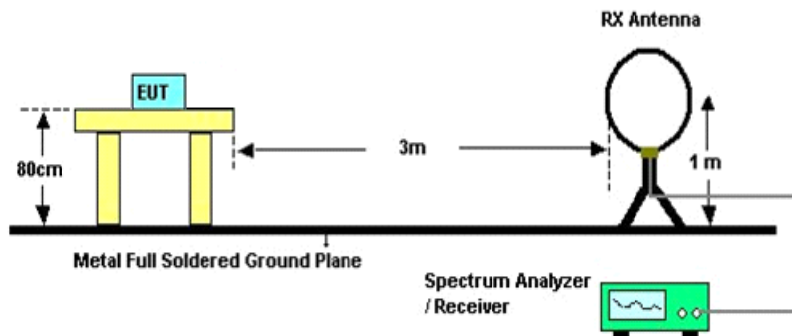 RX Antenna
EUT
3m
80cm
1 m
Metal Full Soldered Ground Plane
Spectrum Analyzer
/ Receiver